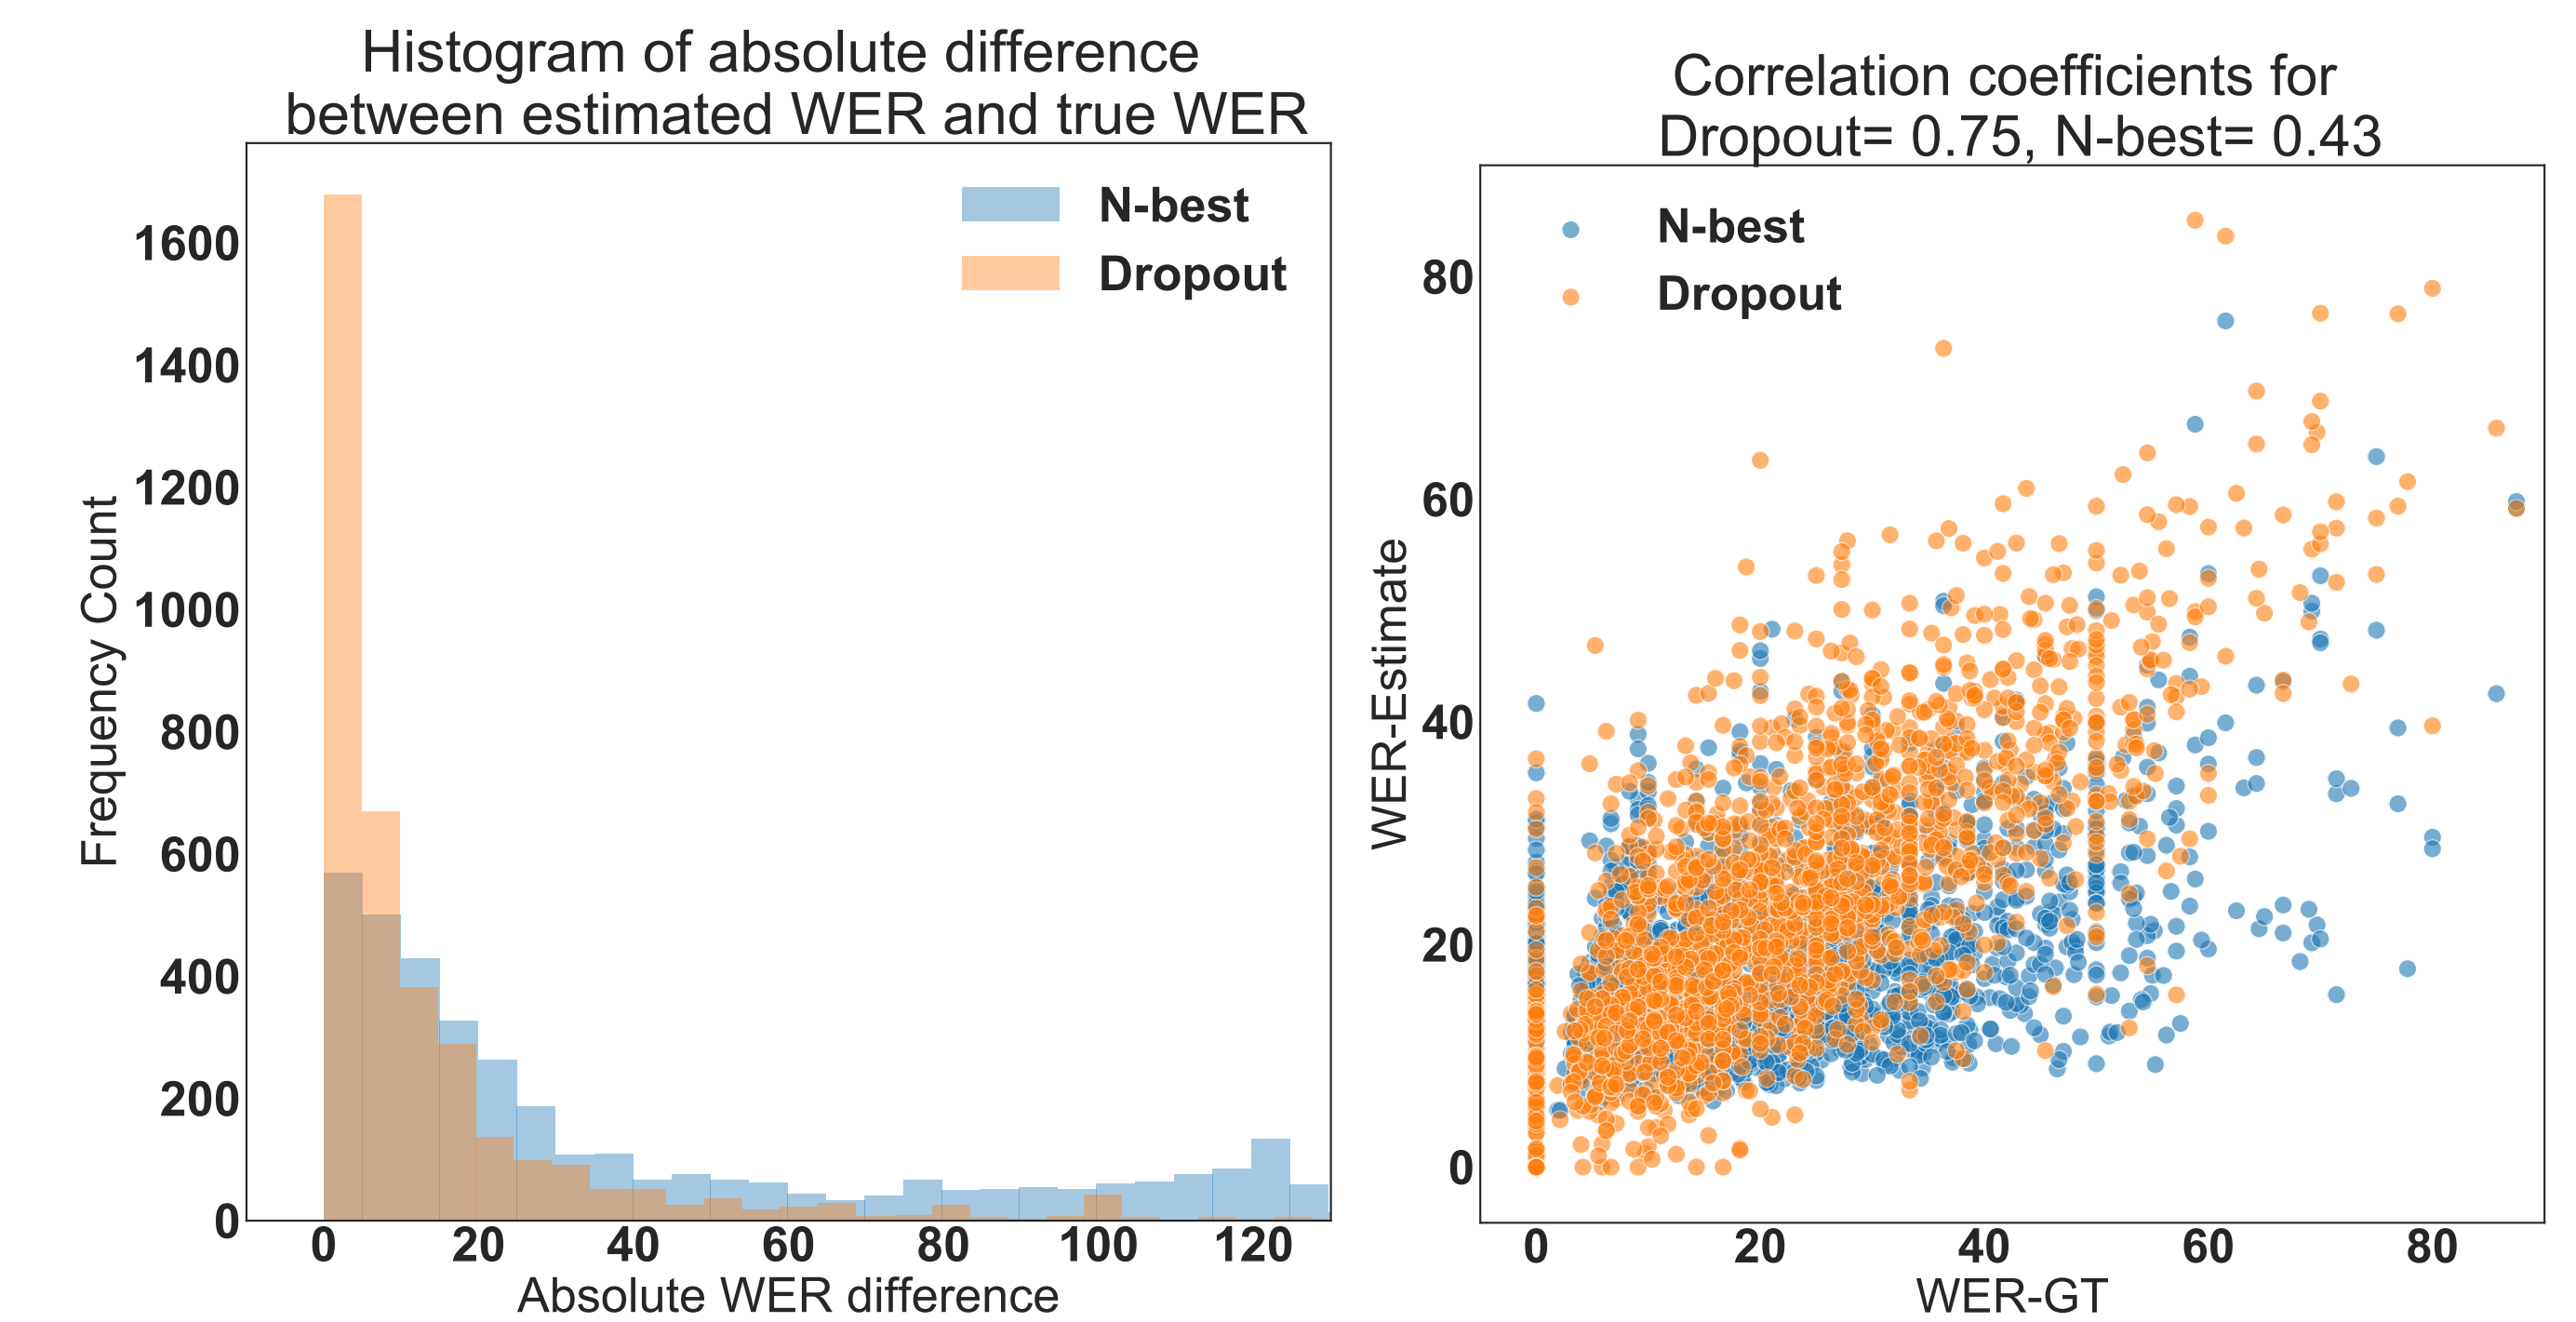 Histogram of absolute difference
between estimated WER and true WER
N-best
Dropout
1600
1400
1200
1000
800
600
400
200
0
Frequency Count
0 20 40 60 80 100 120
Absolute WER difference
Correlation coefficients for
Dropout= 0.75, N-best= 0.43
N-best
Dropout
80
60
40
20
0
WER-Estimate
0 20 40 60 80
WER-GT